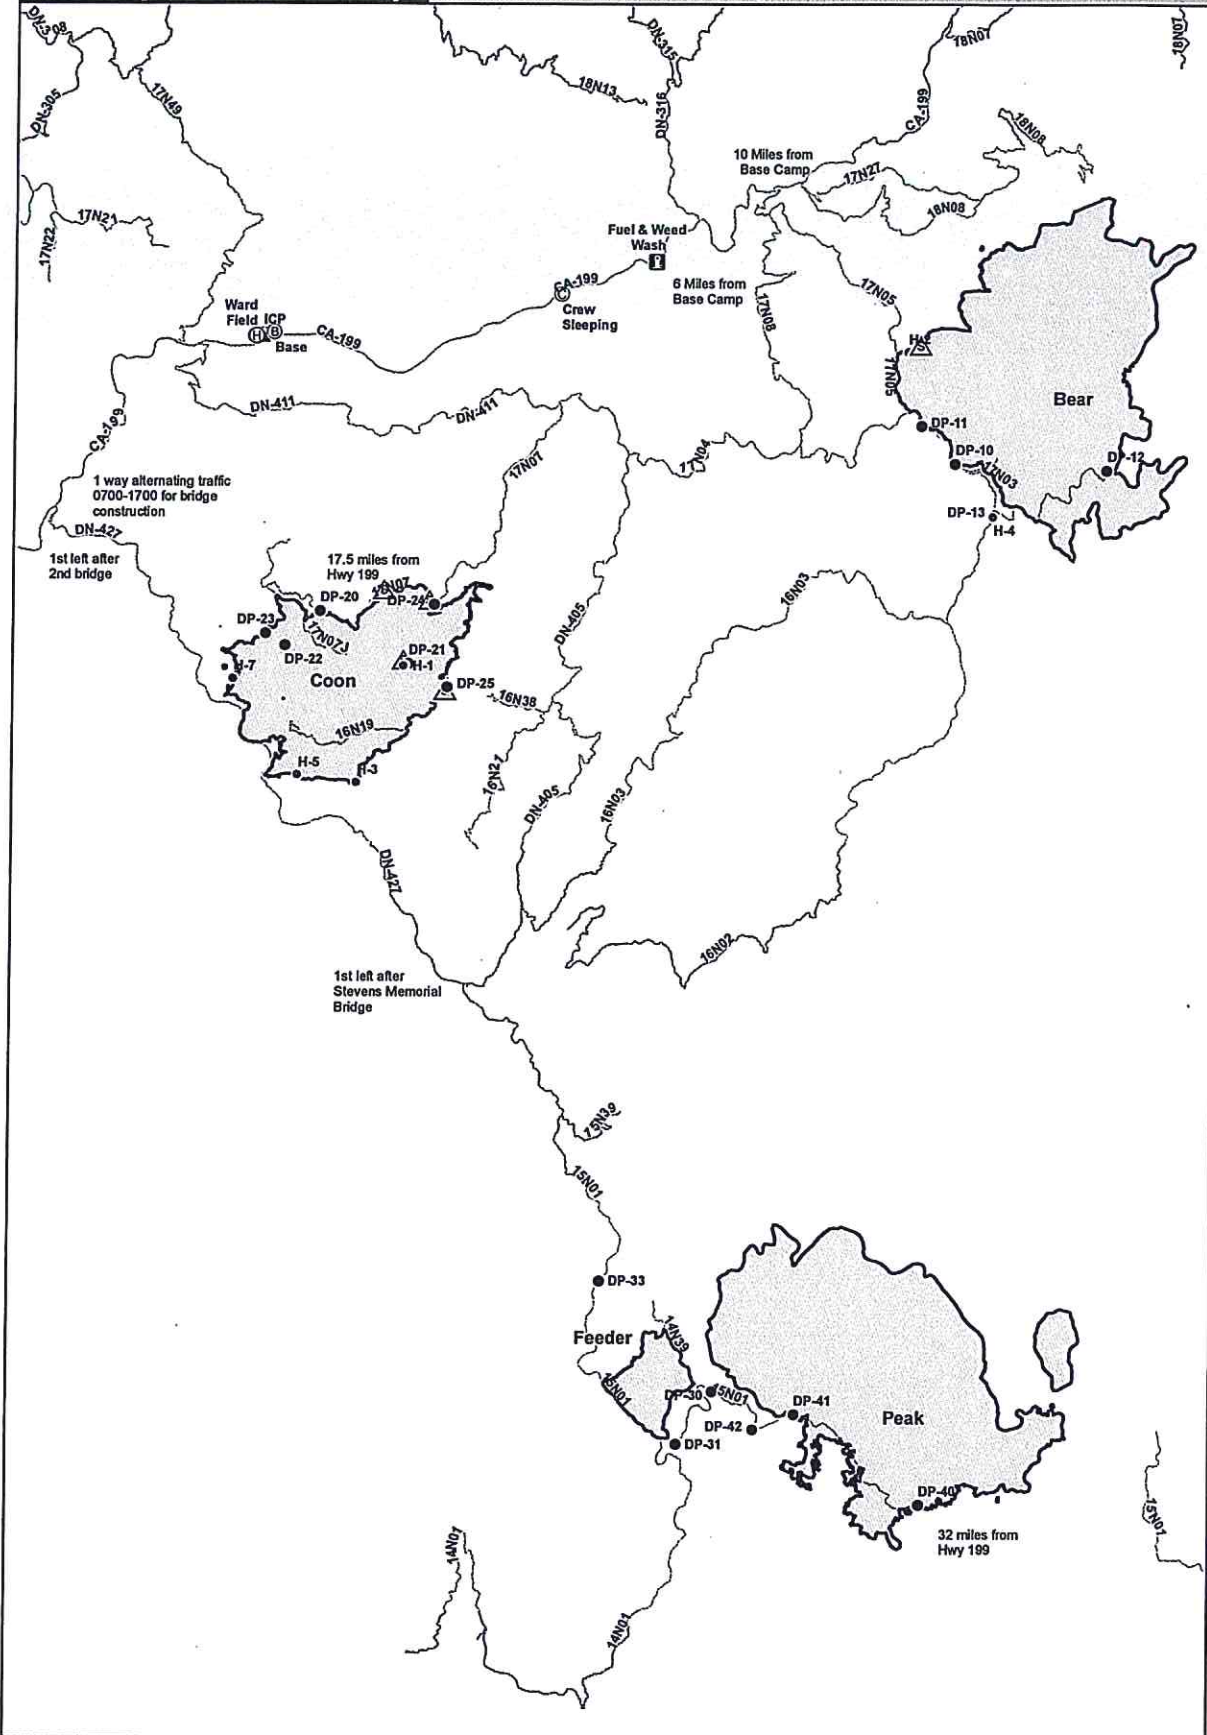 DN-308
17N49
DN-305
17N21
17N22
DN-315
18N13
DN-316
18N07
18N07
CA-199
18N08
10 Miles from
Base Camp
17N27
18N08
Fuel & Weed
Wash
6 Miles from
Base Camp
CA-199
C
Crew
Sleeping
17N08
17N05
Ward
Field
ICP
H
B
Base
CA-199
17N05
S
Bear
DN-411
DN-411
CA-199
DP-11
DP-10
17N03
DP-12
17N04
17N07
1 way alternating traffic
0700-1700 for bridge
construction
DP-13
H-4
DN-427
1st left after
2nd bridge
17.5 miles from
Hwy 199
DP-20
DP-24
16N03
DP-23
17N07J
DP-22
DP-21
H-1
DN-405
H-7
Coon
DP-25
16N38
16N19
H-5
H-3
16N21
DN-405
16N03
DN-427
16N02
1st left after
Stevens Memorial
Bridge
15N39
15N01
DP-33
Feeder
14N39
15N01
DP-30
15N01
DP-41
DP-42
Peak
DP-31
DP-40
32 miles from
Hwy 199
15N01
14N01
14N01